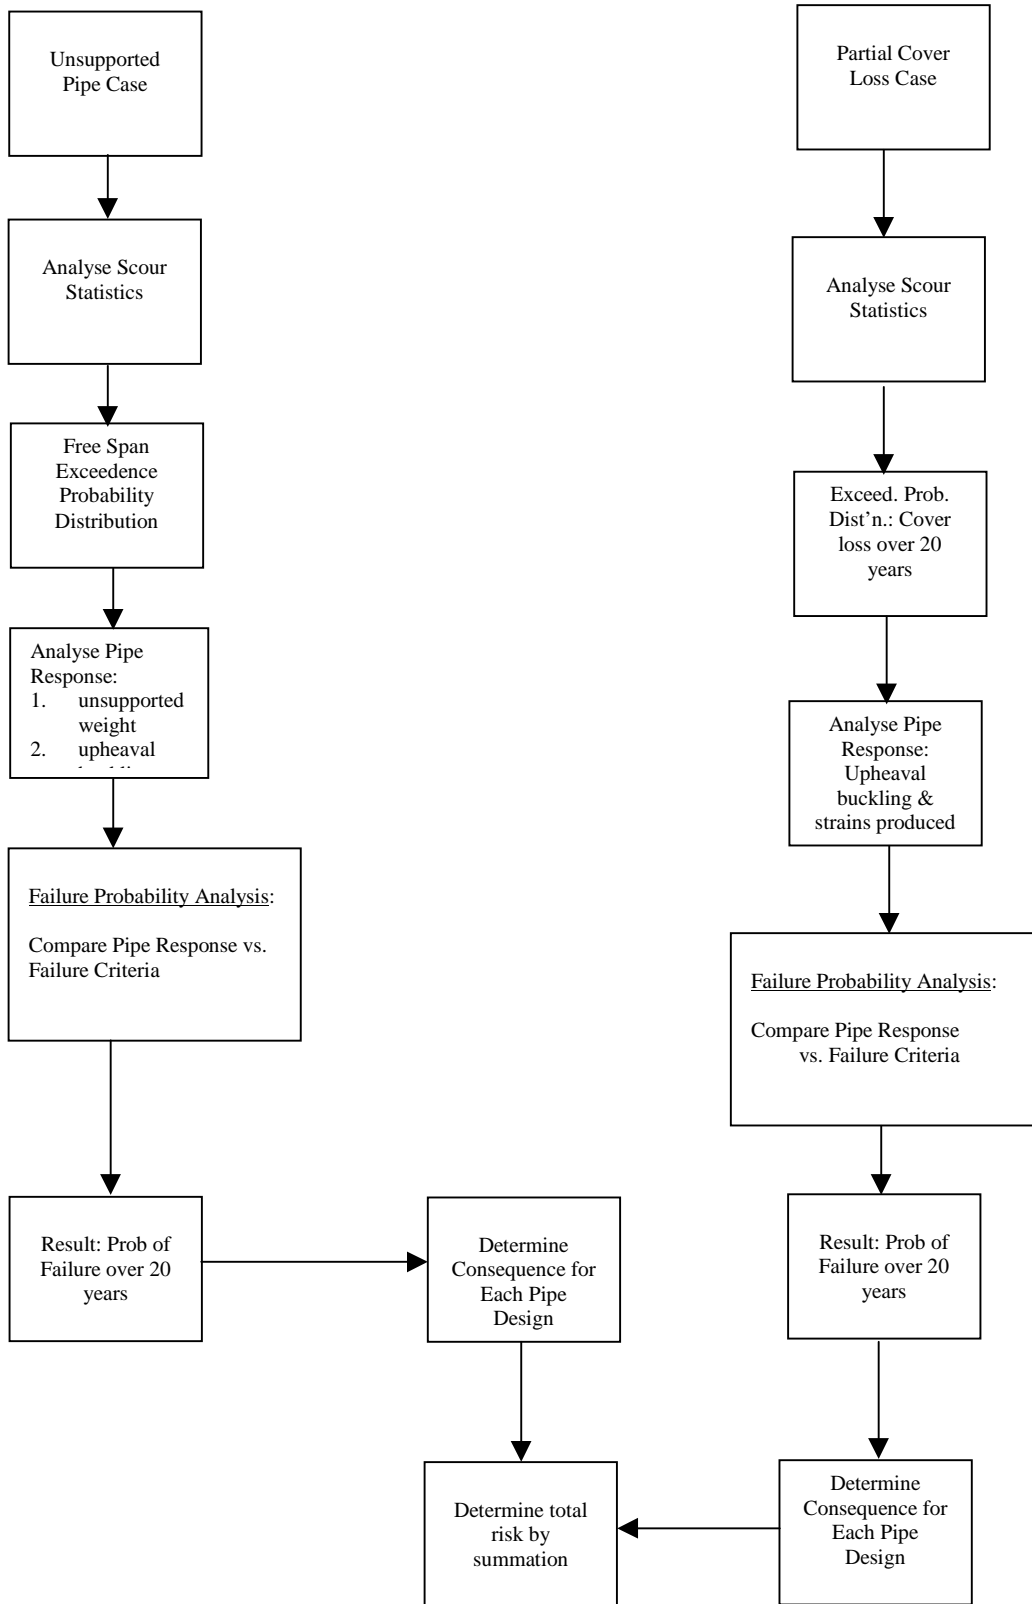 Unsupported
Pipe Case
Analyse Scour
Statistics
Free Span
Exceedence
Probability
Distribution
Analyse Pipe
Response:
1. unsupported
weight
2. upheaval
Failure Probability Analysis:
Compare Pipe Response vs.
Failure Criteria
Result: Prob of
Failure over 20
years
Determine
Consequence for
Each Pipe
Design
Partial Cover
Loss Case
Analyse Scour
Statistics
Exceed. Prob.
Dist’n.: Cover
loss over 20
years
Analyse Pipe
Response:
Upheaval
buckling &
strains produced
Failure Probability Analysis:
Compare Pipe Response
vs. Failure Criteria
Result: Prob of
Failure over 20
years
Determine
Consequence for
Each Pipe
Design
Determine total
risk by
summation